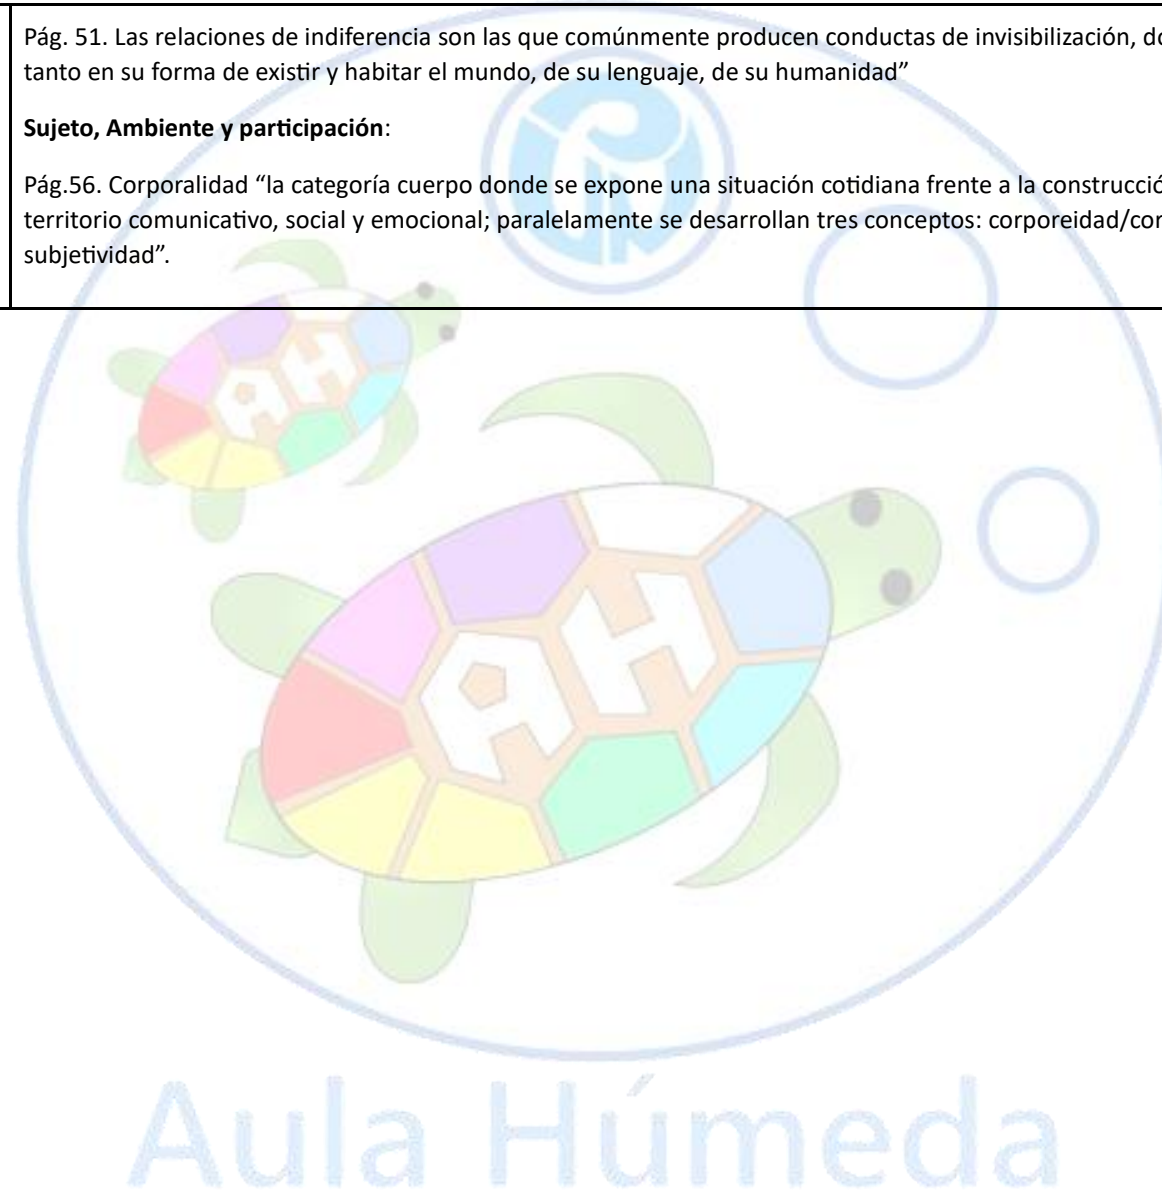 Pág. 51. Las relaciones de indiferencia son las que comúnmente producen conductas de invisibilización,
tanto en su forma de existir y habitar el mundo, de su lenguaje, de su humanidad”
Sujeto, Ambiente y participación:
Pág.56. Corporalidad “la categoría cuerpo donde se expone una situación cotidiana frente a la
territorio comunicativo, social y emocional; paralelamente se desarrollan tres conceptos:
subjetividad”.
AH
AH
Aula Húmeda